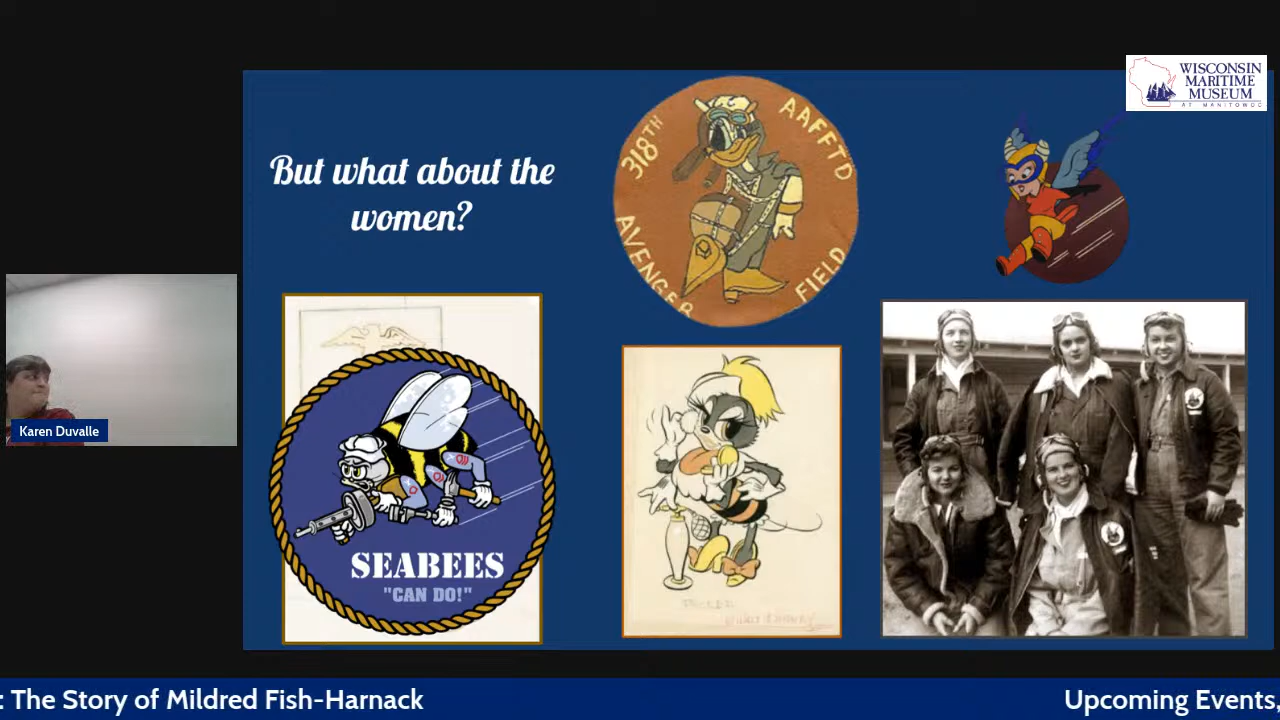 WISCONSIN
MARITIME
MUSEUM
AT MANITOWOC
But what about the
women?
318TH
AAFFTD
AVENGER
FIELD
SEABEES
"CAN DO!"
Karen Duvalle
: The Story of Mildred Fish-Harnack
Upcoming Events,